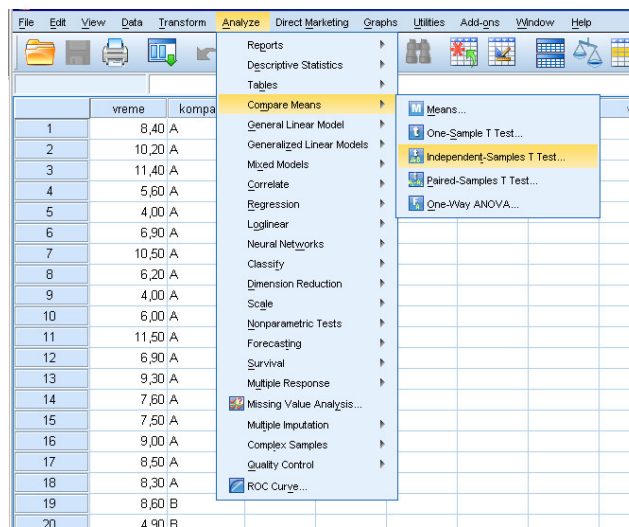 File Edit View Data Transform Analyze Direct Marketing Graphs Utilities Add-ons Window Help
Reports
Descriptive Statistics
Tables
Compare Means
General Linear Model
Generalized Linear Models
Mixed Models
Correlate
Regression
Loglinear
Neural Networks
Classify
Dimension Reduction
Scale
Nonparametric Tests
Forecasting
Survival
Multiple Response
Missing Value Analysis...
Multiple Imputation
Complex Samples
Quality Control
ROC Curve...
Means...
One-Sample T Test...
Independent-Samples T Test...
Paired-Samples T Test...
One-Way ANOVA...
vreme kompa
1 8,40 A
2 10,20 A
3 11,40 A
4 5,60 A
5 4,00 A
6 6,90 A
7 10,50 A
8 6,20 A
9 4,00 A
10 6,00 A
11 11,50 A
12 6,90 A
13 9,30 A
14 7,60 A
15 7,50 A
16 9,00 A
17 8,50 A
18 8,30 A
19 8,60 B
20 4,90 B